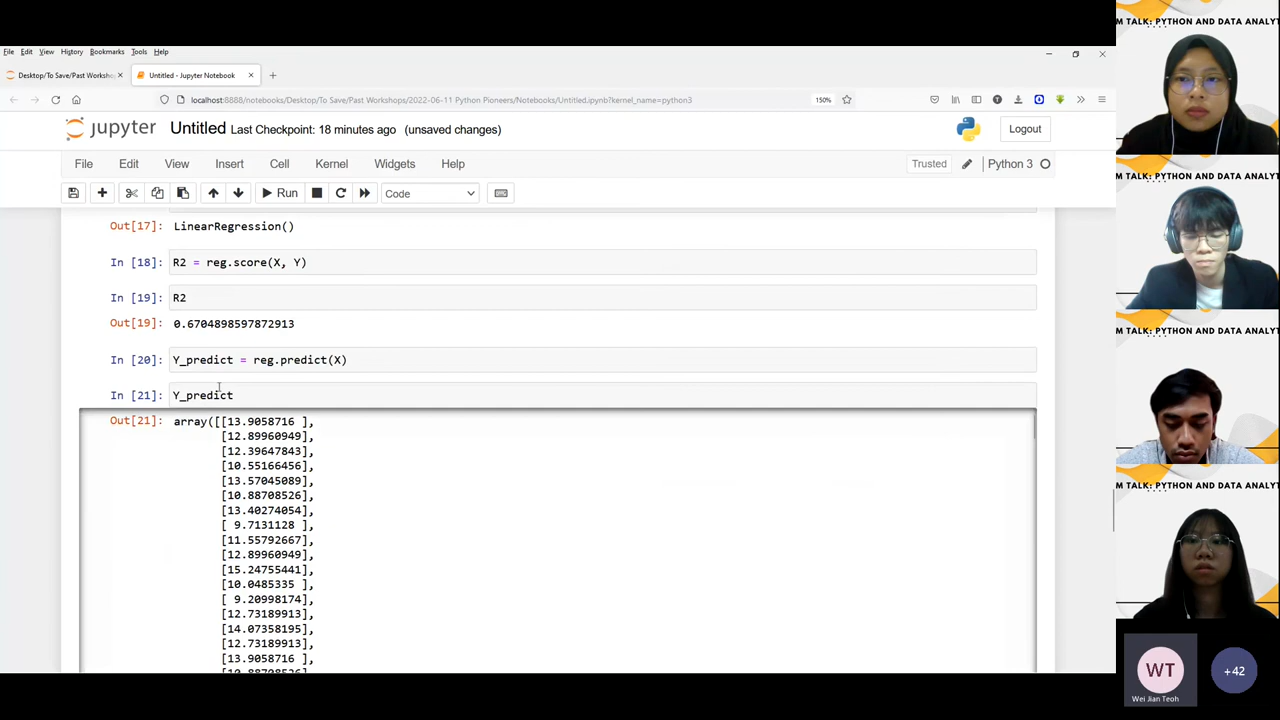 File Edit View History Bookmarks Tools Help
Desktop/To Save/Past Workshop
Untitled - Jupyter Notebook
localhost:8888/notebooks/Desktop/To Save/Past Workshops/2022-06-11 Python Pioneers/Notebooks/Untitled.ipynb?kernel_name=python3
150%
jupyter Untitled Last Checkpoint: 18 minutes ago (unsaved changes)
Logout
File Edit View Insert Cell Kernel Widgets Help
Trusted
Python 3
Run
Code
Out[17]: LinearRegression()
In [18]: R2 = reg.score(X, Y)
In [19]: R2
Out[19]: 0.6704898597872913
In [20]: Y_predict = reg.predict(X)
In [21]: Y_predict
Out[21]: array([[13.9058716 ],
[12.89960949],
[12.39647843],
[10.55166456],
[13.57045089],
[10.88708526],
[13.40274054],
[ 9.7131128 ],
[11.55792667],
[12.89960949],
[15.24755441],
[10.0485335 ],
[ 9.20998174],
[12.73189913],
[14.07358195],
[12.73189913],
[13.9058716 ],
[10.88708526],
M TALK: PYTHON AND DATA ANALYT
M TALK: PYTHON AND DATA ANALYT
M TALK: PYTHON AND DATA ANALYT
M TALK: PYTHON AND DATA ANALYT
WT
Wei Jian Teoh
+42